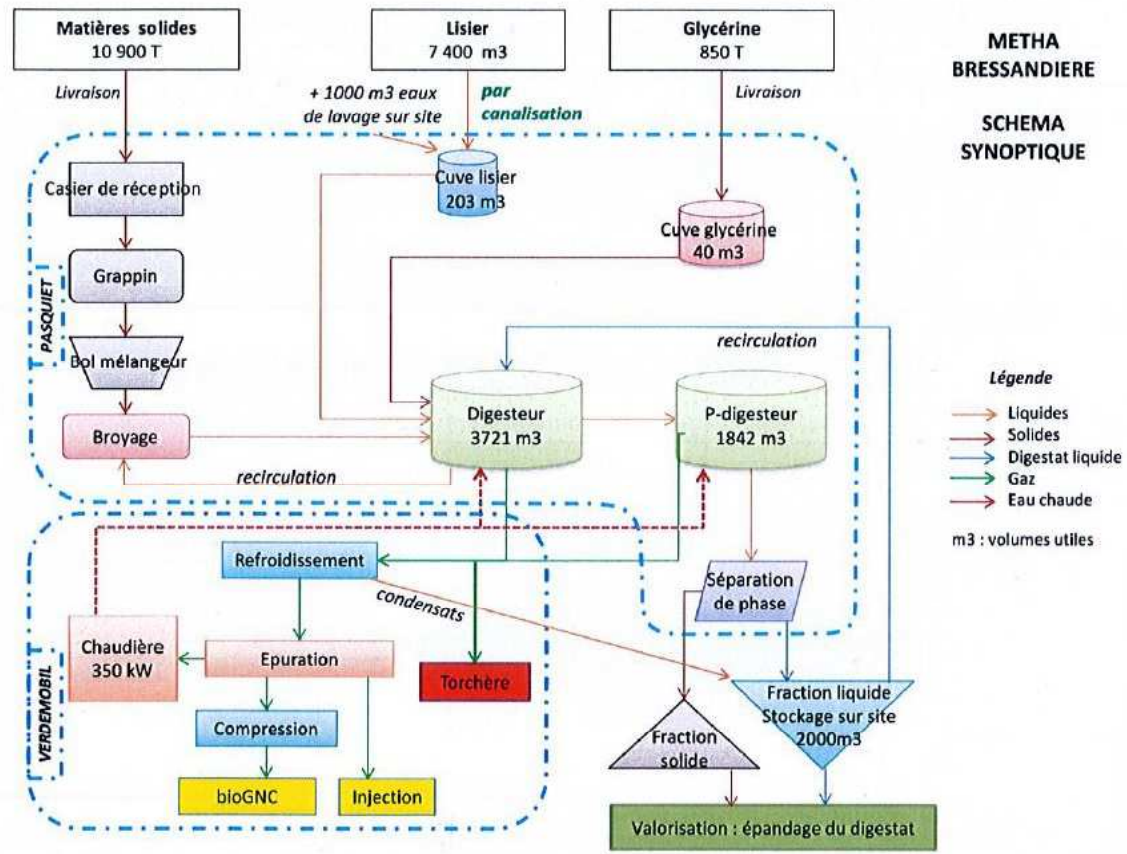 Matières solides
10 900 T
Lisier
7 400 m3
Glycérine
850 T
METHA
BRESSANDIERE
SCHEMA
SYNOPTIQUE
Livraison
+ 1000 m3 eaux
de lavage sur site
par
canalisation
Livraison
Casier de réception
Cuve lisier
203 m3
Cuve glycérine
40 m3
Grappin
PASQUIET
Bol mélangeur
recirculation
Digesteur
3721 m3
P-digesteur
1842 m3
Broyage
recirculation
Légende
Liquides
Solides
Digestat liquide
Gaz
Eau chaude
m3 : volumes utiles
Refroidissement
condensats
Séparation
de phase
Chaudière
350 kW
Epuration
Torchère
VERDEMOBIL
Compression
Fraction
solide
Fraction liquide
Stockage sur site
2000m3
bioGNC
Injection
Valorisation : épandage du digestat